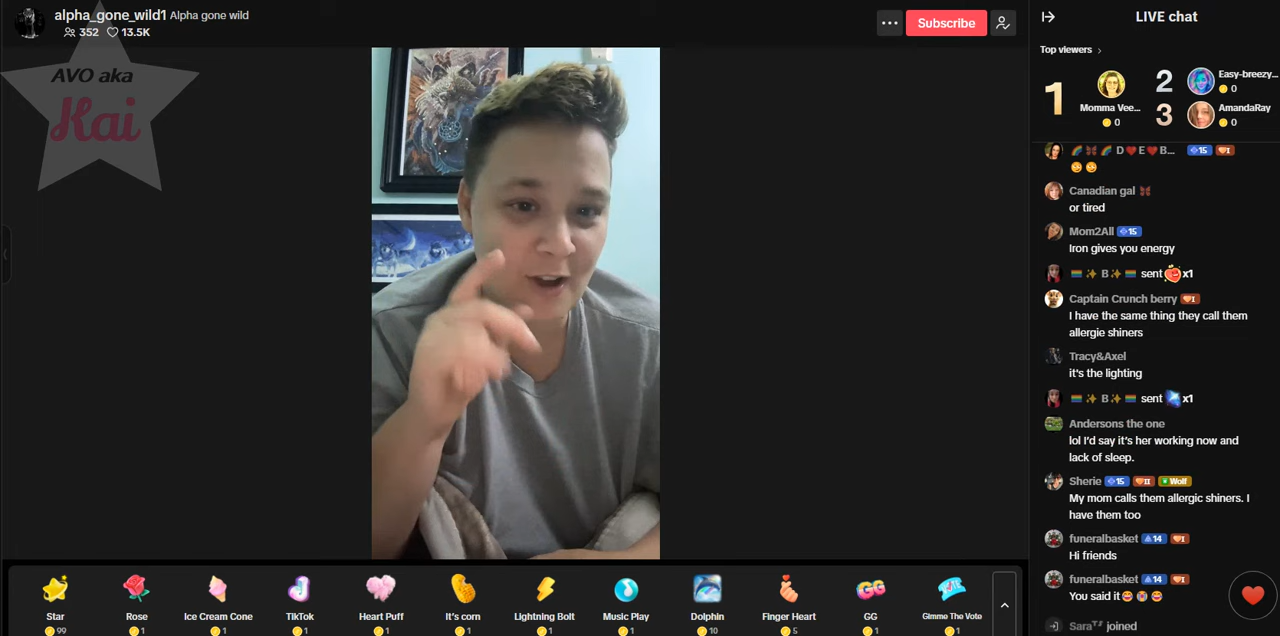 alpha_gone_wild1 Alpha gone wild
352 13.5K
Subscribe
AVO aka
Kai
LIVE chat
Top viewers
1
Momma Vee...
0
2
Easy-breezy...
0
3
AmandaRay
0
D E B... 15 I
Canadian gal
or tired
Mom2All 15
Iron gives you energy
B sent x1
Captain Crunch berry I
I have the same thing they call them
allergie shiners
Tracy&Axel
it's the lighting
B sent x1
Andersons the one
lol I'd say it's her working now and
lack of sleep.
Sherie 15 II Wolf
My mom calls them allergic shiners. I
have them too
funeralbasket 14 I
Hi friends
funeralbasket 14 I
You said it
Sara joined
Star
99
Rose
1
Ice Cream Cone
1
TikTok
1
Heart Puff
1
It's corn
1
Lightning Bolt
1
Music Play
1
Dolphin
10
Finger Heart
5
GG
GG
1
Gimme The Vote
1